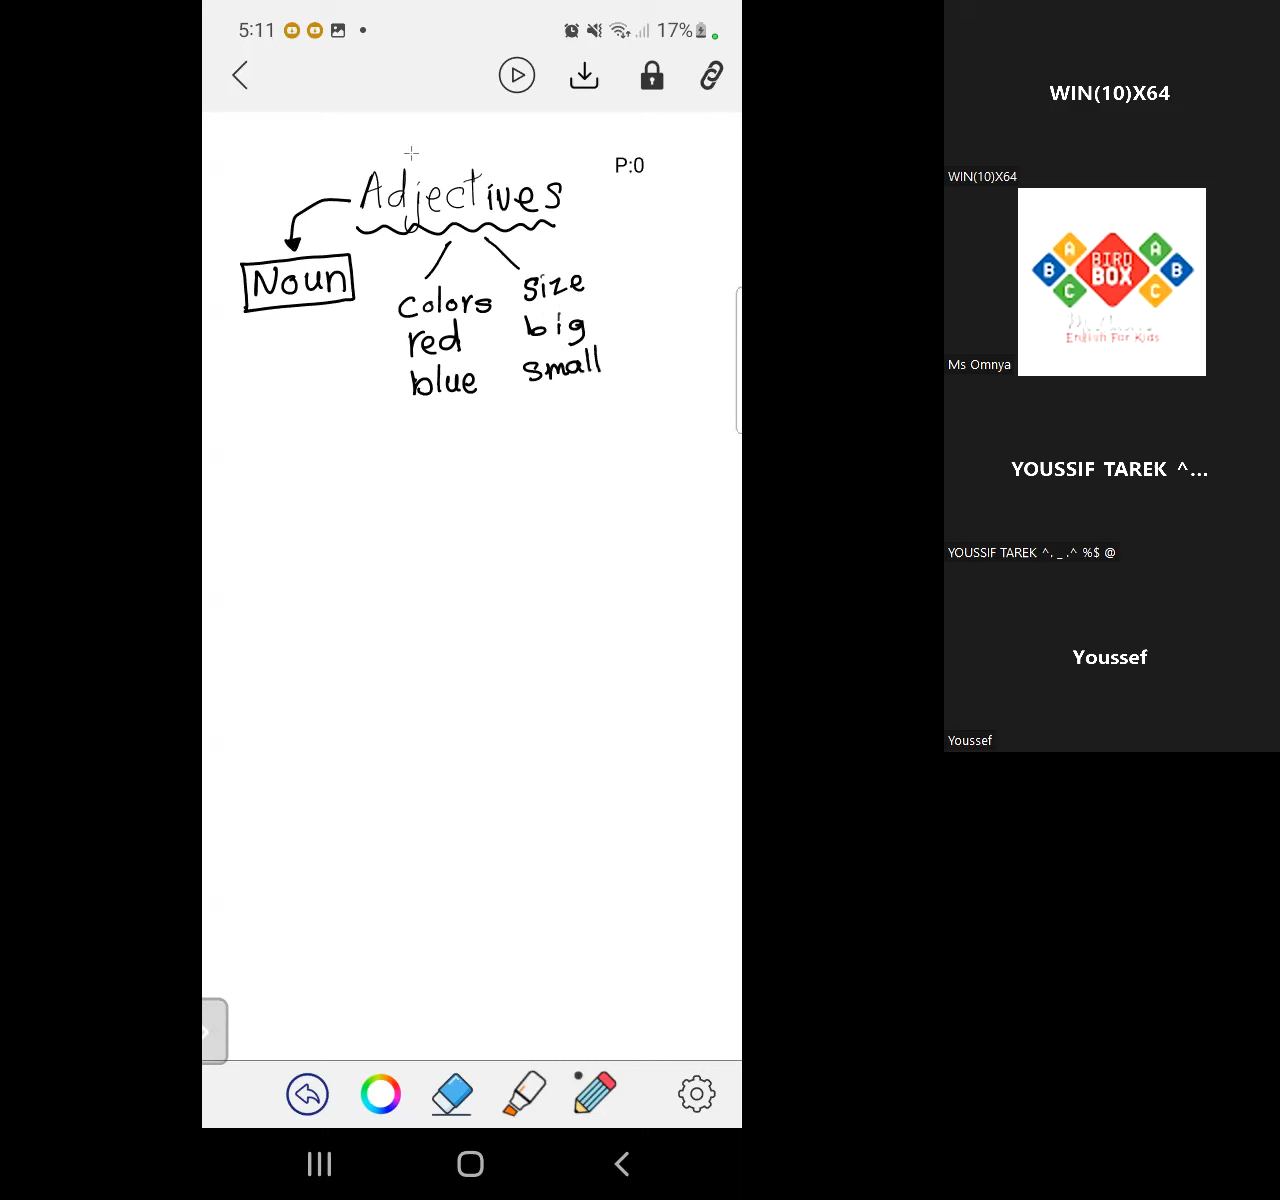 5:11
17%
P:0
Adjectives
Noun
colors
red
blue
size
big
small
WIN(10)X64
WIN(10)X64
A
B
C
BIRD
BOX
A
B
C
English For Kids
Ms Omnya
YOUSSIF TAREK ^...
YOUSSIF TAREK ^. _ .^ %$ @
Youssef
Youssef